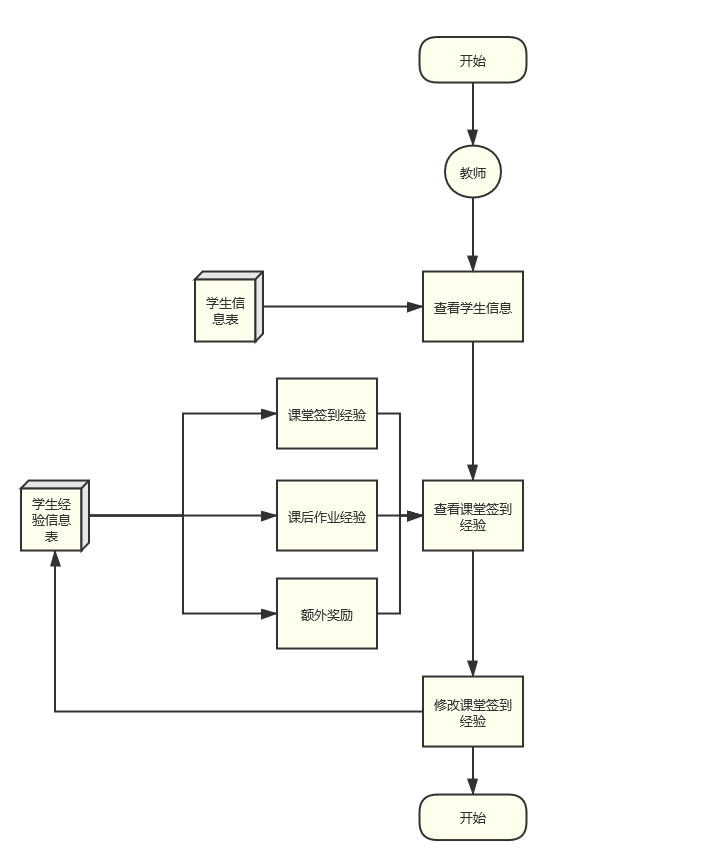 开始
教师
学生信
息表
查看学生信息
课堂签到经验
学生经
验信息
表
课后作业经验
查看课堂签到
经验
额外奖励
修改课堂签到
经验
开始